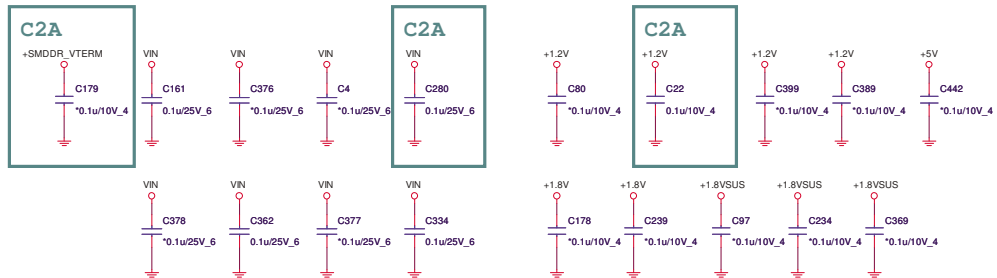 C2A C2A C2A
+SMDDR_VTERM VIN VIN VIN VIN +1.2V +1.2V +1.2V +1.2V +5V
C179 C161 C376 C4 C280 C80 C22 C399 C389 C442
*0.1u/10V_4 0.1u/25V_6 *0.1u/25V_6 *0.1u/25V_6 0.1u/25V_6 *0.1u/10V_4 0.1u/10V_4 *0.1u/10V_4 *0.1u/10V_4 *0.1u/10V_4
VIN VIN VIN VIN +1.8V +1.8V +1.8VSUS +1.8VSUS +1.8VSUS
C378 C362 C377 C334 C178 C239 C97 C234 C369
*0.1u/25V_6 0.1u/25V_6 *0.1u/25V_6 0.1u/25V_6 *0.1u/10V_4 *0.1u/10V_4 *0.1u/10V_4 *0.1u/10V_4 *0.1u/10V_4